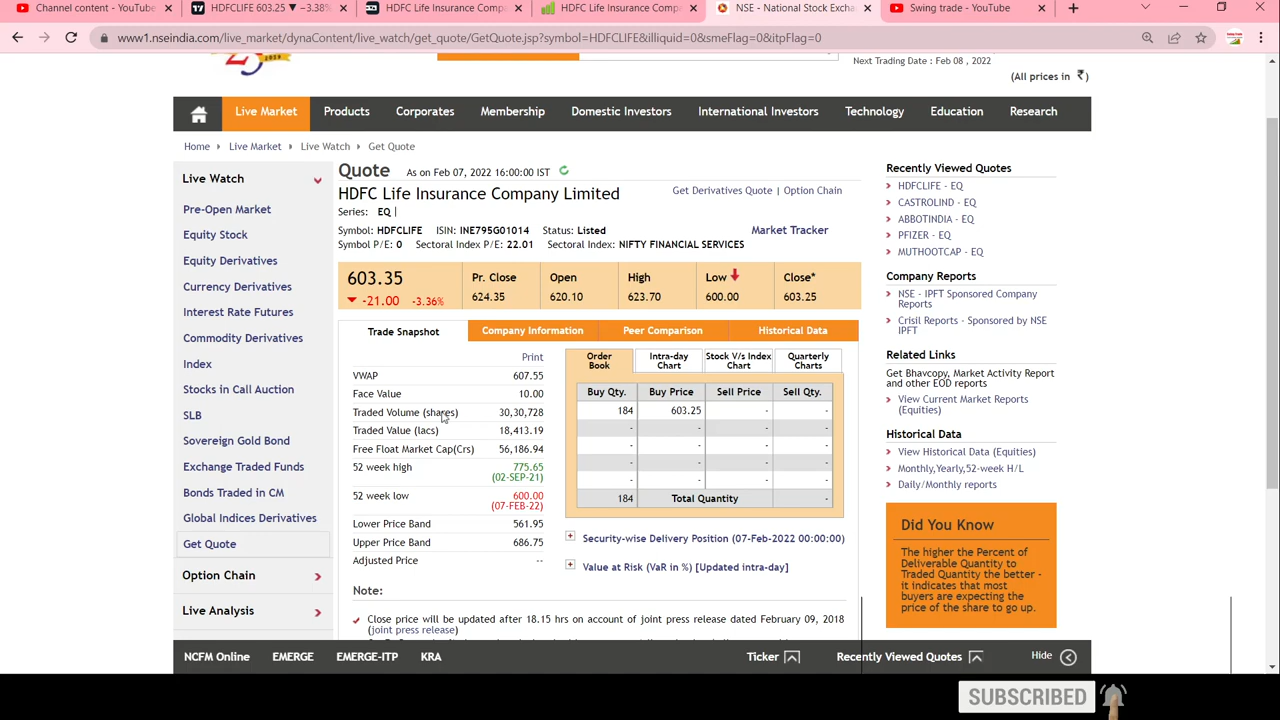 Channel content - YouTube
HDFCLIFE 603.25 ▼ −3.38%
HDFC Life Insurance Compan
HDFC Life Insurance Comp
NSE - National Stock Exchan
Swing trade - YouTube
www1.nseindia.com/live_market/dynaContent/live_watch/get_quote/GetQuote.jsp?symbol=HDFCLIFE&illiquid=0&smeFlag=0&itpFlag=0
Next Trading Date : Feb 08 , 2022
(All prices in ₹)
Live Market Products Corporates Membership Domestic Investors International Investors Technology Education Research
Home Live Market Live Watch Get Quote
Live Watch
Pre-Open Market
Equity Stock
Equity Derivatives
Currency Derivatives
Interest Rate Futures
Commodity Derivatives
Index
Stocks in Call Auction
SLB
Sovereign Gold Bond
Exchange Traded Funds
Bonds Traded in CM
Global Indices Derivatives
Get Quote
Option Chain
Live Analysis
Quote As on Feb 07, 2022 16:00:00 IST
HDFC Life Insurance Company Limited
Get Derivatives Quote | Option Chain
Series: EQ |
Symbol: HDFCLIFE ISIN: INE795G01014 Status: Listed
Market Tracker
Symbol P/E: 0 Sectoral Index P/E: 22.01 Sectoral Index: NIFTY FINANCIAL SERVICES
603.35 Pr. Close Open High Low Close*
-21.00 -3.36% 624.35 620.10 623.70 600.00 603.25
Trade Snapshot Company Information Peer Comparison Historical Data
Print
VWAP 607.55
Face Value 10.00
Traded Volume (shares) 30,30,728
Traded Value (lacs) 18,413.19
Free Float Market Cap(Crs) 56,186.94
52 week high 775.65
(02-SEP-21)
52 week low 600.00
(07-FEB-22)
Lower Price Band 561.95
Upper Price Band 686.75
Adjusted Price --
Order Book
Intra-day Chart
Stock V/s Index Chart
Quarterly Charts
Buy Qty. Buy Price Sell Price Sell Qty.
184 603.25 - -
- - - -
- - - -
- - - -
- - - -
184 Total Quantity -
Security-wise Delivery Position (07-Feb-2022 00:00:00)
Value at Risk (VaR in %) [Updated intra-day]
Note:
Close price will be updated after 18.15 hrs on account of joint press release dated February 09, 2018
(joint press release)
Recently Viewed Quotes
HDFCLIFE - EQ
CASTROLIND - EQ
ABBOTINDIA - EQ
PFIZER - EQ
MUTHOOTCAP - EQ
Company Reports
NSE - IPFT Sponsored Company
Reports
Crisil Reports - Sponsored by NSE
IPFT
Related Links
Get Bhavcopy, Market Activity Report
and other EOD reports
View Current Market Reports
(Equities)
Historical Data
View Historical Data (Equities)
Monthly,Yearly,52-week H/L
Daily/Monthly reports
Did You Know
The higher the Percent of
Deliverable Quantity to
Traded Quantity the better -
it indicates that most
buyers are expecting the
price of the share to go up.
NCFM Online EMERGE EMERGE-ITP KRA Ticker Recently Viewed Quotes Hide
SUBSCRIBED